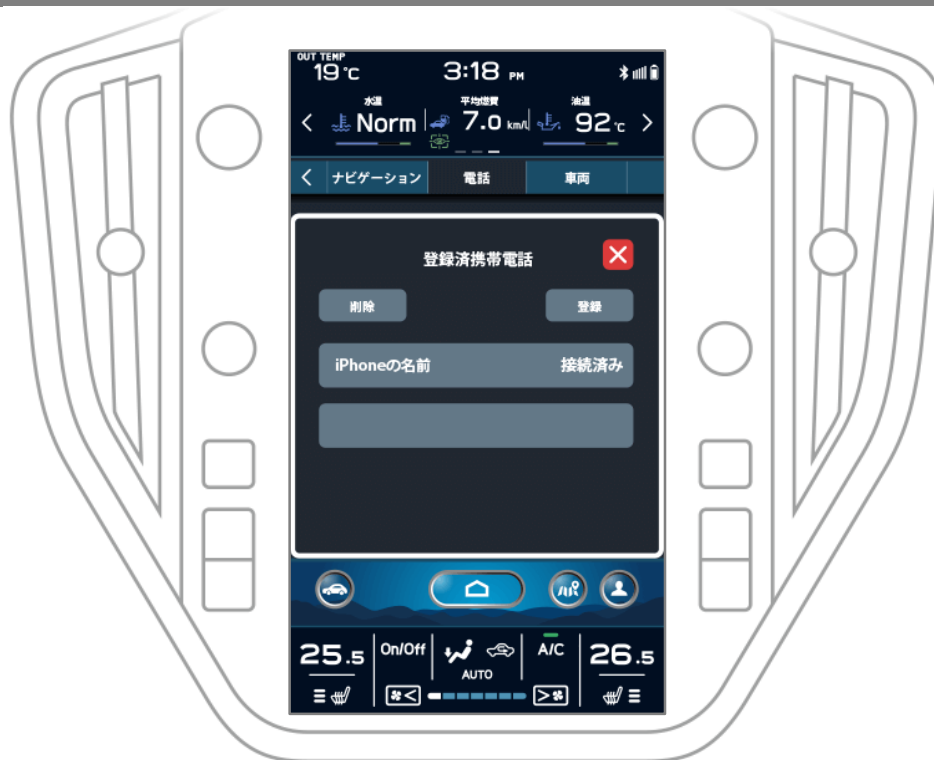 OUT TEMP
19℃ 3:18 PM
水温 平均燃費 油温
Norm 7.0 km/L 92℃
ナビゲーション 電話 車両
登録済携帯電話
削除 登録
iPhoneの名前 接続済み
25.5 On/Off AUTO A/C 26.5